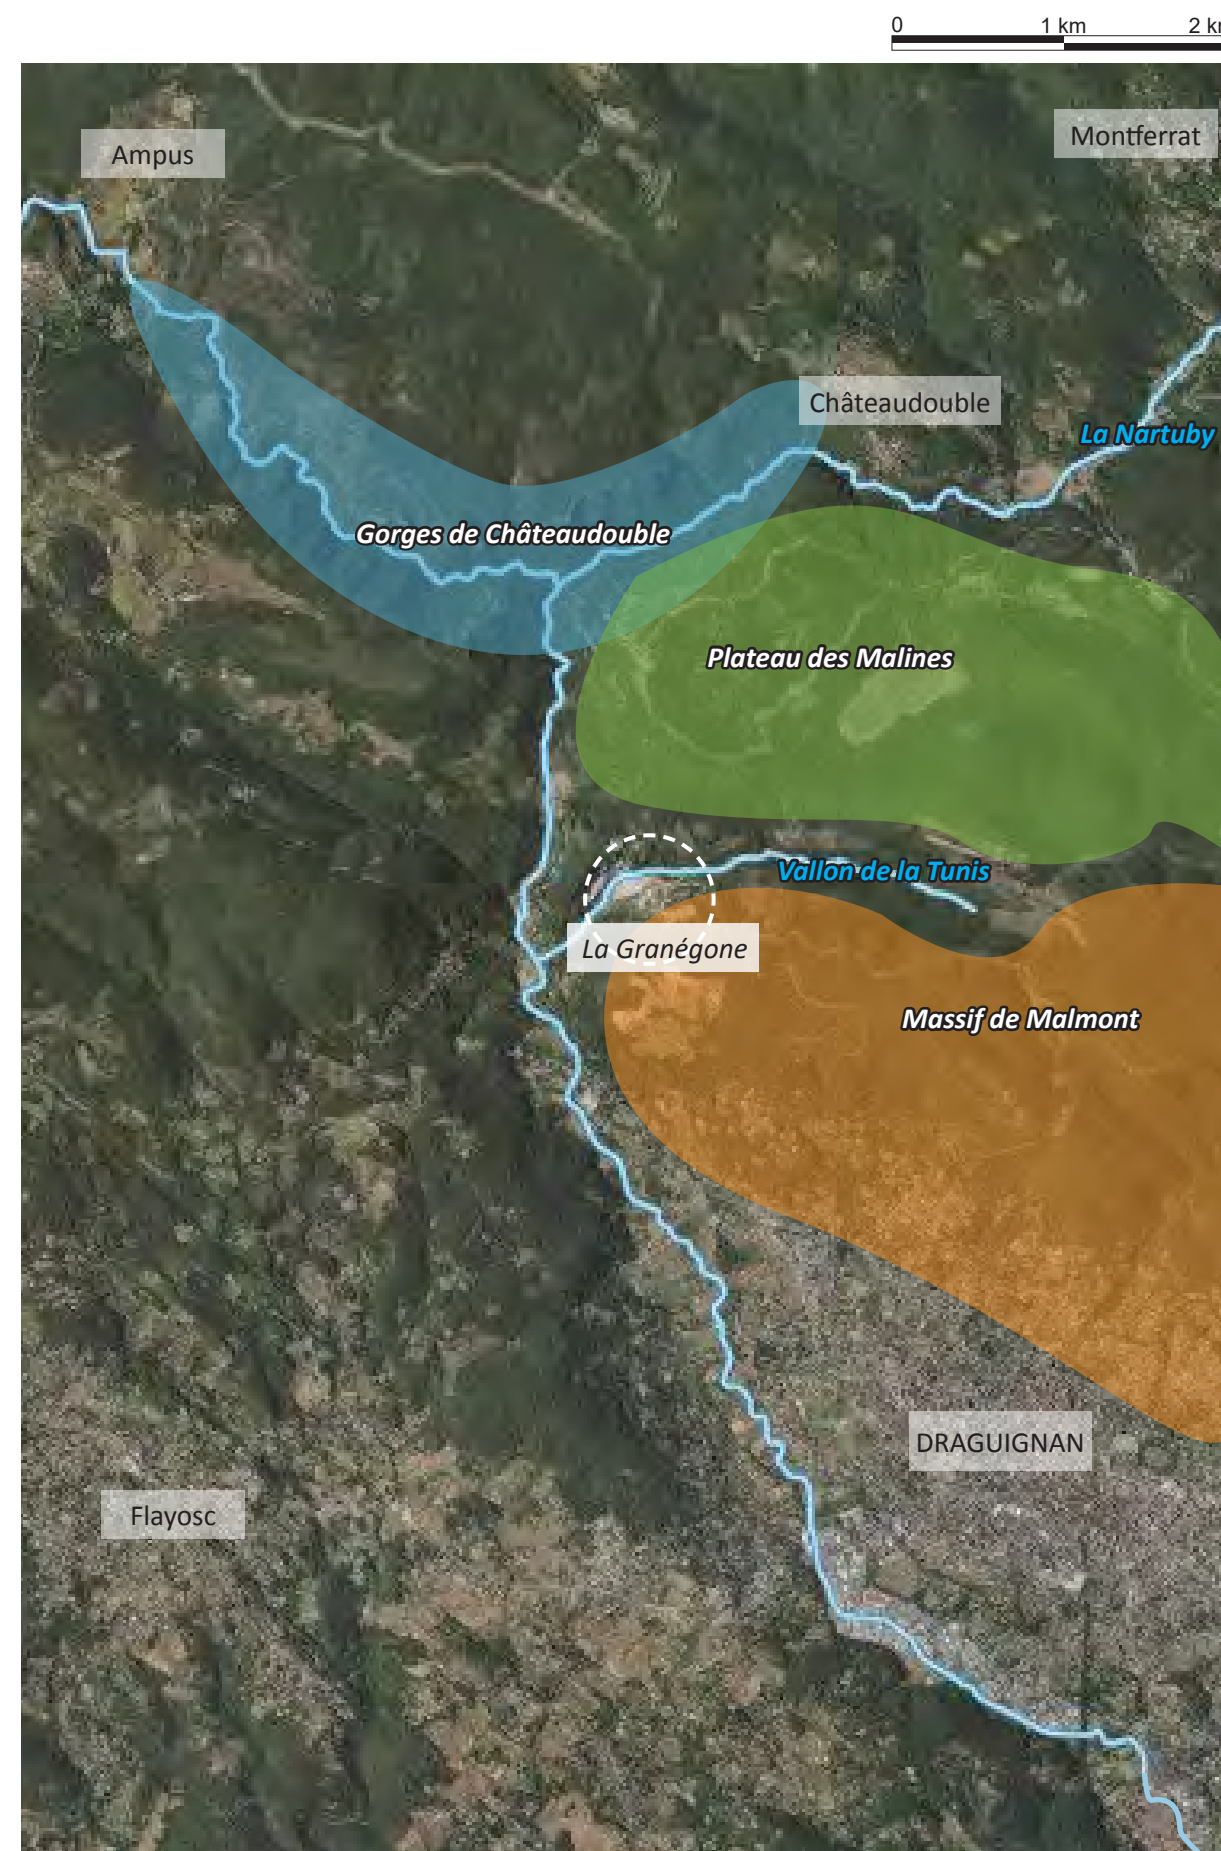 0 1 km 2 k
Montferrat
Ampus
Châteaudouble
La Nartuby
Gorges de Châteaudouble
Plateau des Malines
Vallon de la Tunis
La Granégone
Massif de Malmont
DRAGUIGNAN
Flayosc